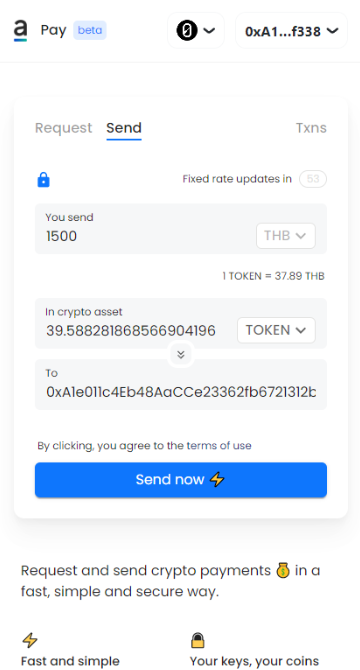 a Pay beta 0xA1...f338
Request Send Txns
Fixed rate updates in 53
You send
1500 THB
1 TOKEN = 37.89 THB
In crypto asset
39.588281868566904196 TOKEN
To
0xA1e011c4Eb48AaCCe23362fb6721312b
By clicking, you agree to the terms of use
Send now ⚡
Request and send crypto payments 💰 in a
fast, simple and secure way.
Fast and simple Your keys, your coins